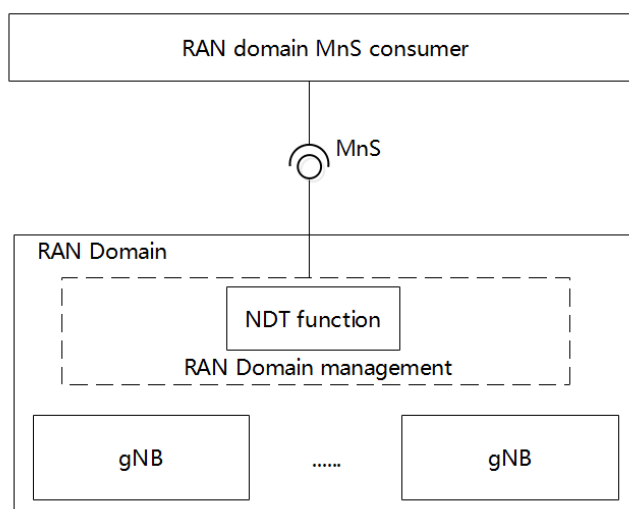 RAN domain MnS consumer
MnS
RAN Domain
NDT function
RAN Domain management
gNB
......
gNB